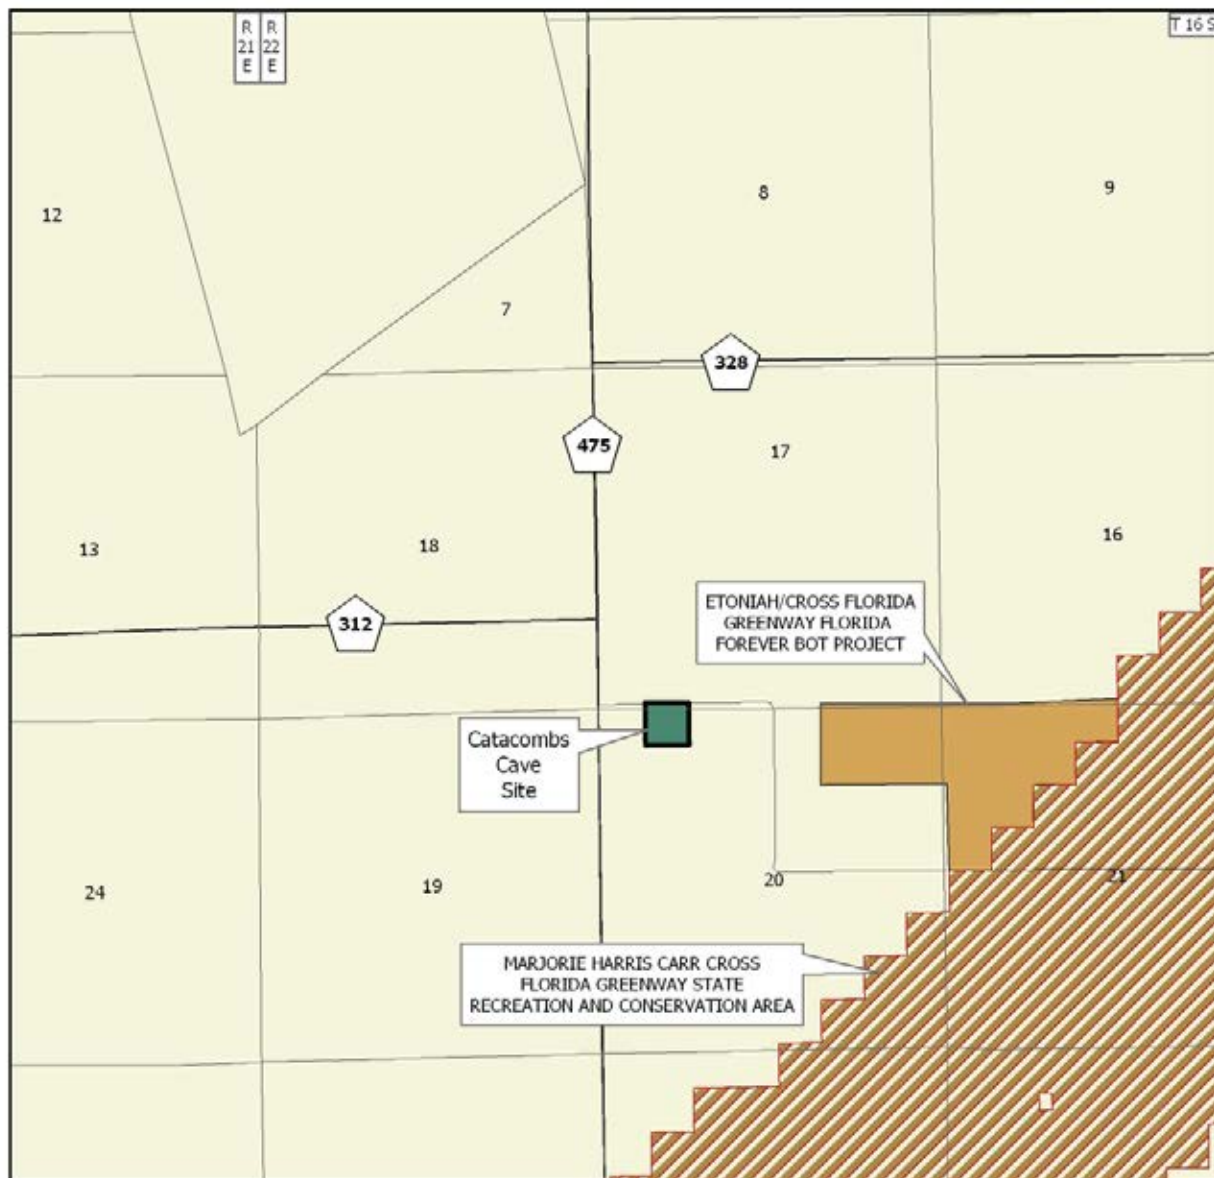 R
21
E
R
22
E
T 16 S
12
8
9
7
328
475
17
13
18
16
312
ETONIAH/CROSS FLORIDA
GREENWAY FLORIDA
FOREVER BOT PROJECT
Catacombs
Cave
Site
24
19
20
21
MARJORIE HARRIS CARR CROSS
FLORIDA GREENWAY STATE
RECREATION AND CONSERVATION AREA